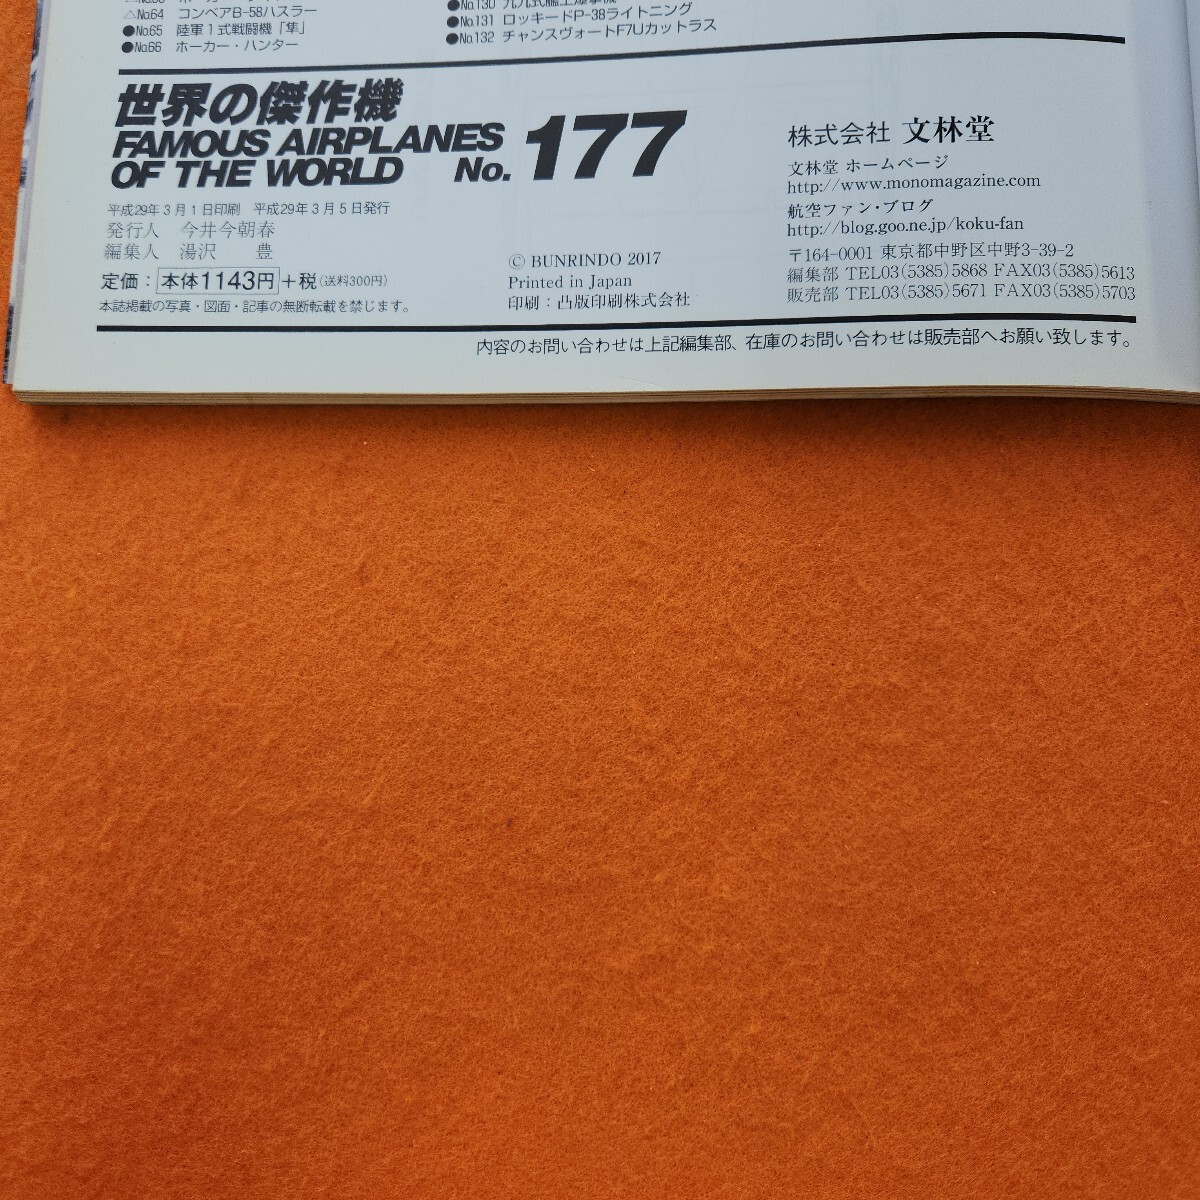 △No.64 コンベアB-58ハスラー
●No.65 陸軍1式戦闘機「隼」
●No.66 ホーカー・ハンター
●No.130 九九式艦上爆撃機
●No.131 ロッキードP-38ライトニング
●No.132 チャンスヴォートF7Uカットラス
世界の傑作機
FAMOUS AIRPLANES
OF THE WORLD No. 177
平成29年3月1日印刷 平成29年3月5日発行
発行人 今井今朝春
編集人 湯沢 豊
定価:本体1143円+税(送料300円)
本誌掲載の写真・図面・記事の無断転載を禁じます。
© BUNRINDO 2017
Printed in Japan
印刷:凸版印刷株式会社
株式会社 文林堂
文林堂 ホームページ
http://www.monomagazine.com
航空ファン・ブログ
http://blog.goo.ne.jp/koku-fan
〒164-0001 東京都中野区中野3-39-2
編集部 TEL03(5385)5868 FAX03(5385)5613
販売部 TEL03(5385)5671 FAX03(5385)5703
内容のお問い合わせは上記編集部、在庫のお問い合わせは販売部へお願い致します。